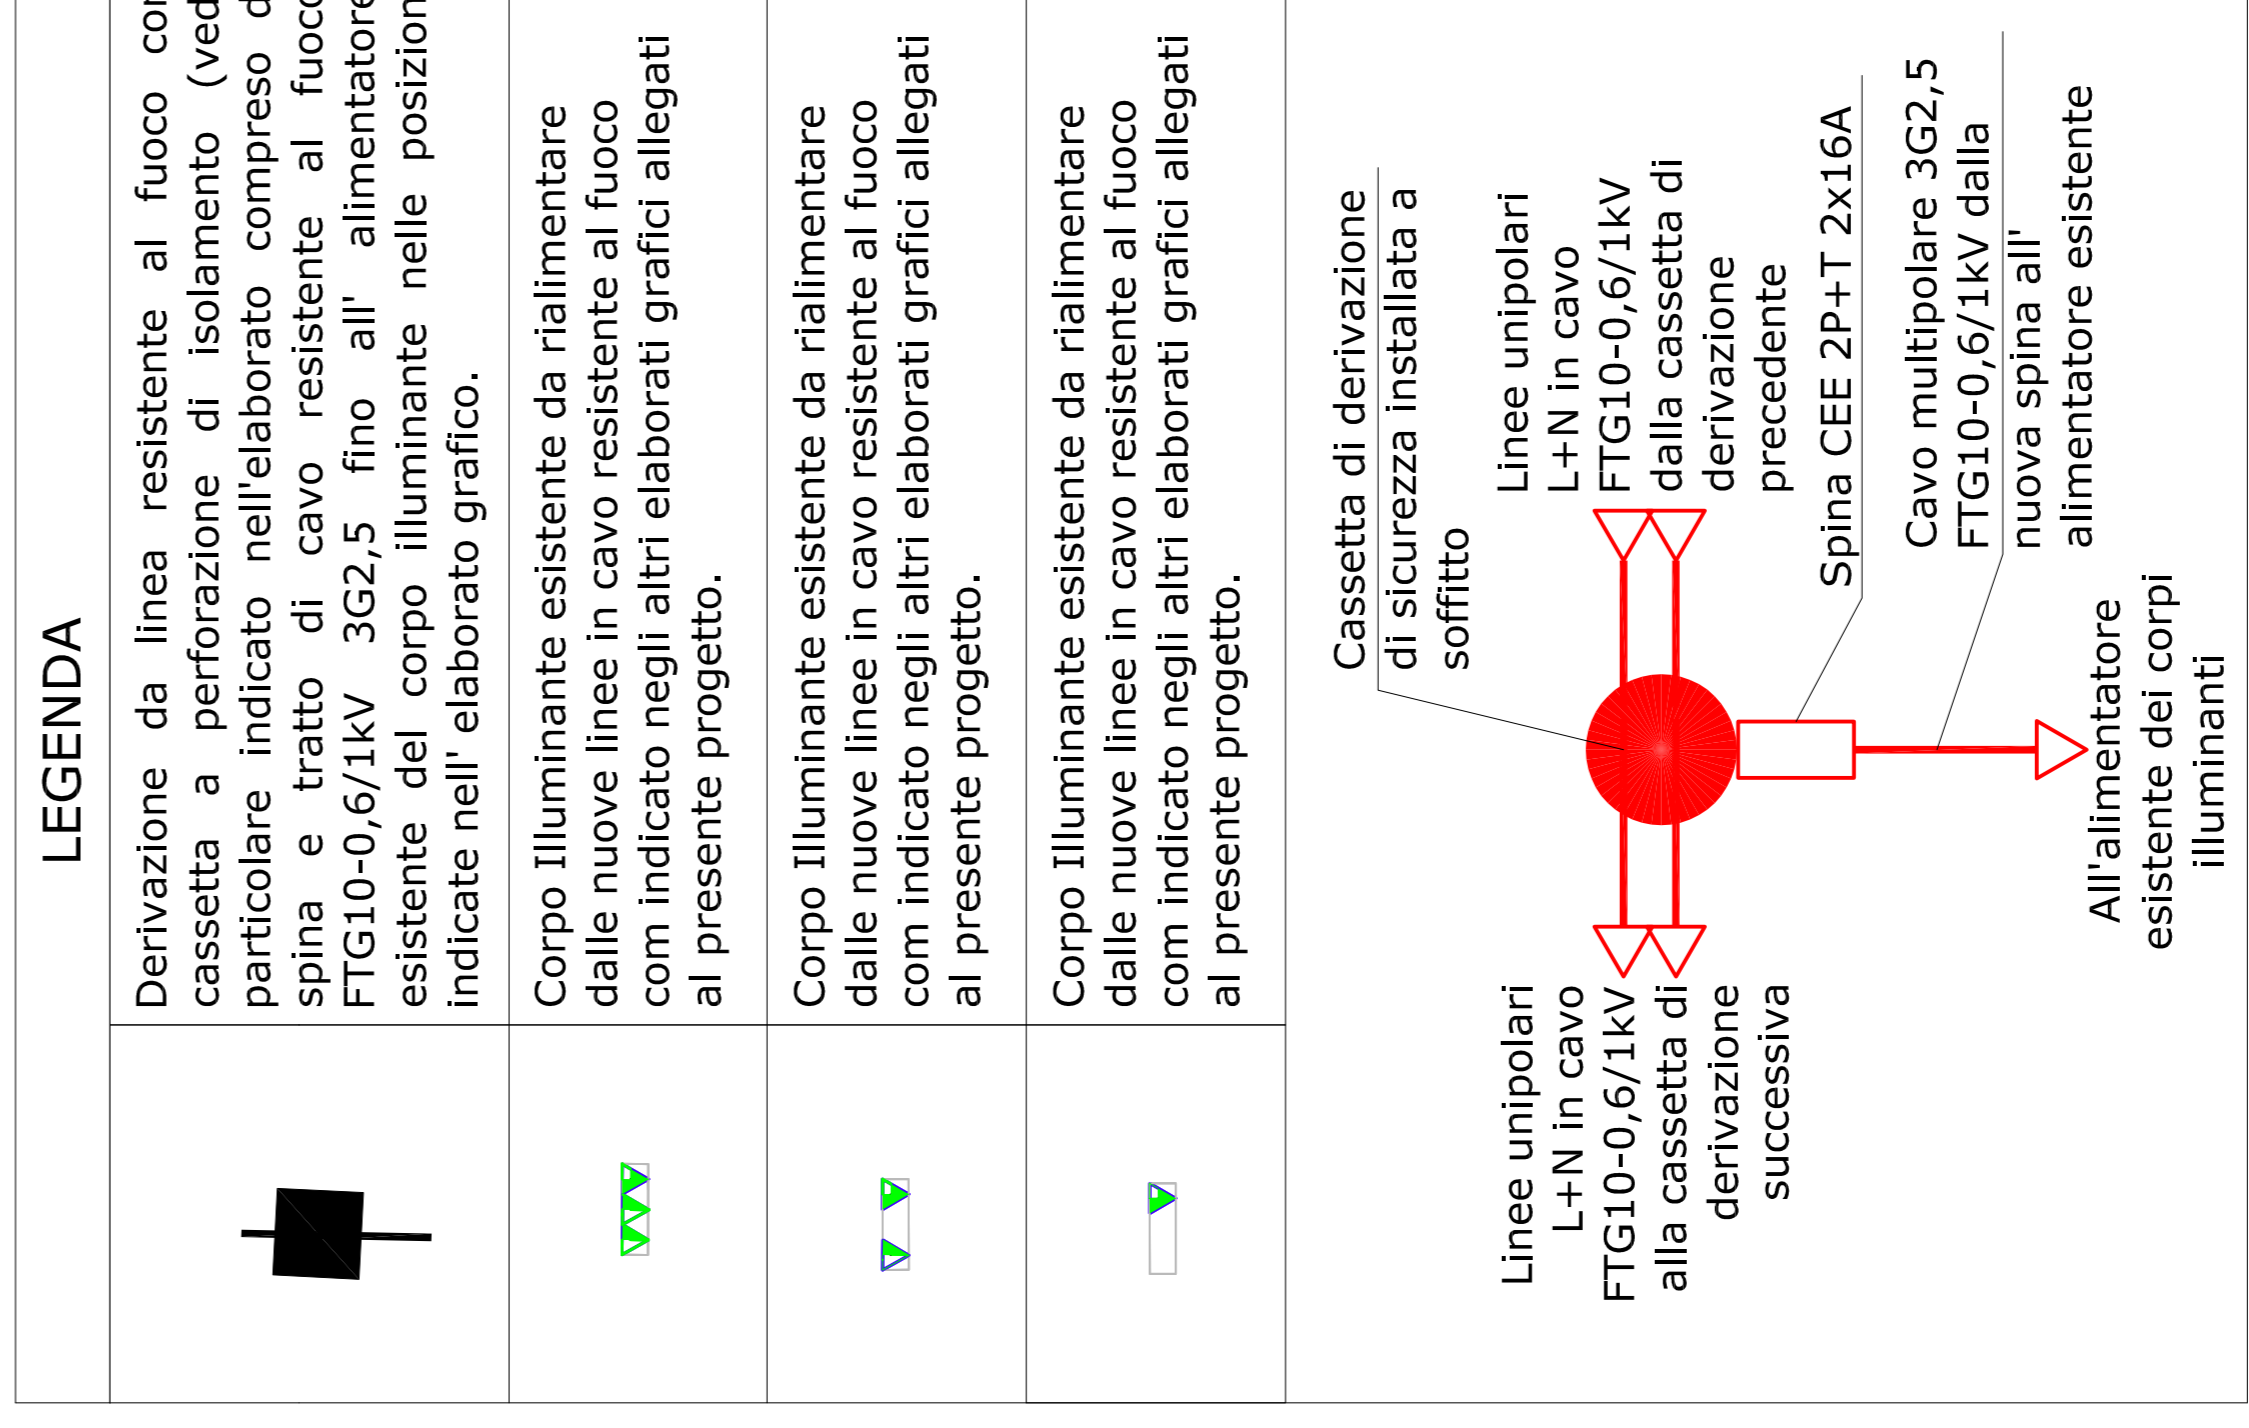 LEGENDA
Derivazione da linea resistente al fuoco con
cassetta a perforazione di isolamento (ved
particolare indicato nell'elaborato compreso d
spina e tratto di cavo resistente al fuoco
FTG10-0,6/1kV 3G2,5 fino all' alimentatore
esistente del corpo illuminante nelle posizion
indicate nell' elaborato grafico.
Corpo Illuminante esistente da rialimentare
dalle nuove linee in cavo resistente al fuoco
com indicato negli altri elaborati grafici allegati
al presente progetto.
Corpo Illuminante esistente da rialimentare
dalle nuove linee in cavo resistente al fuoco
com indicato negli altri elaborati grafici allegati
al presente progetto.
Corpo Illuminante esistente da rialimentare
dalle nuove linee in cavo resistente al fuoco
com indicato negli altri elaborati grafici allegati
al presente progetto.
Cassetta di derivazione
di sicurezza installata a
soffitto
Linee unipolari
L+N in cavo
FTG10-0,6/1kV
dalla cassetta di
derivazione
precedente
Linee unipolari
L+N in cavo
FTG10-0,6/1kV
alla cassetta di
derivazione
successiva
Spina CEE 2P+T 2x16A
Cavo multipolare 3G2,5
FTG10-0,6/1kV dalla
nuova spina all'
alimentatore esistente
All'alimentatore
esistente dei corpi
illuminanti